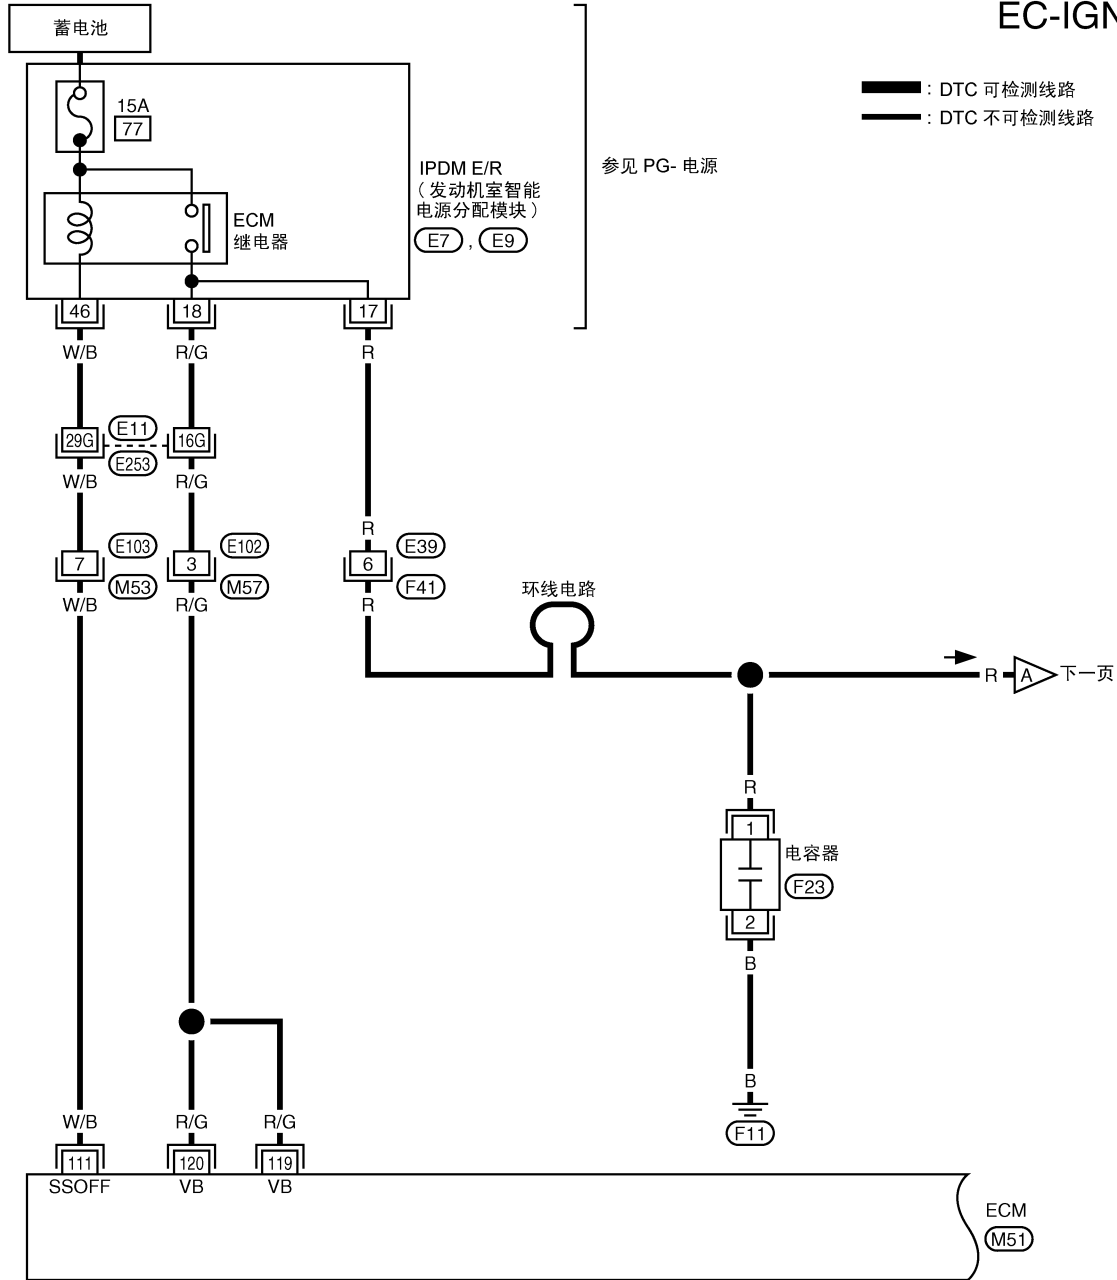 蓄电池
EC-IGN
: DTC 可检测线路
: DTC 不可检测线路
15A
77
参见 PG- 电源
IPDM E/R
（发动机室智能
电源分配模块）
E7 , E9
ECM
继电器
46 18 17
W/B R/G R
29G E11 16G
E253
W/B R/G
R
7 E103 3 E102 6 E39
M53 M57 F41
W/B R/G R
环线电路
R A 下一页
R
1
电容器
F23
2
B
B
F11
W/B R/G R/G
111 120 119
SSOFF VB VB
ECM
M51